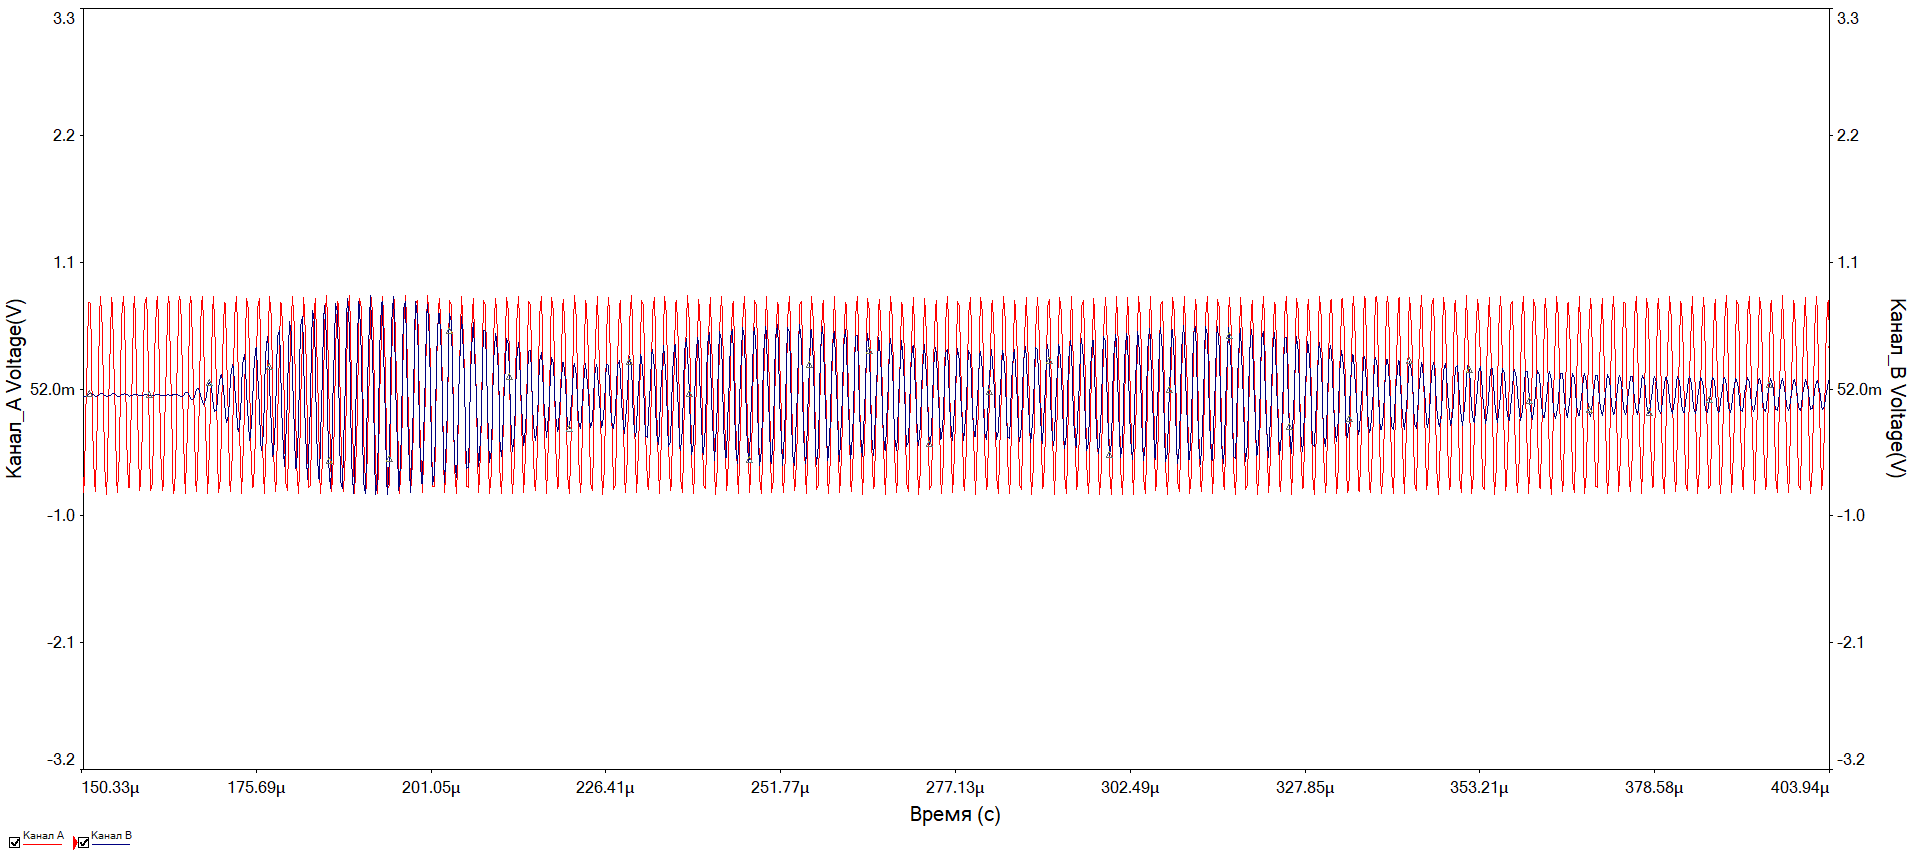 3.3
2.2
1.1
52.0m
-1.0
-2.1
-3.2
Канал_A Voltage(V)
3.3
2.2
1.1
52.0m
-1.0
-2.1
-3.2
Канал_B Voltage(V)
150.33µ 175.69µ 201.05µ 226.41µ 251.77µ 277.13µ 302.49µ 327.85µ 353.21µ 378.58µ 403.94µ
Время (с)
Канал A Канал B